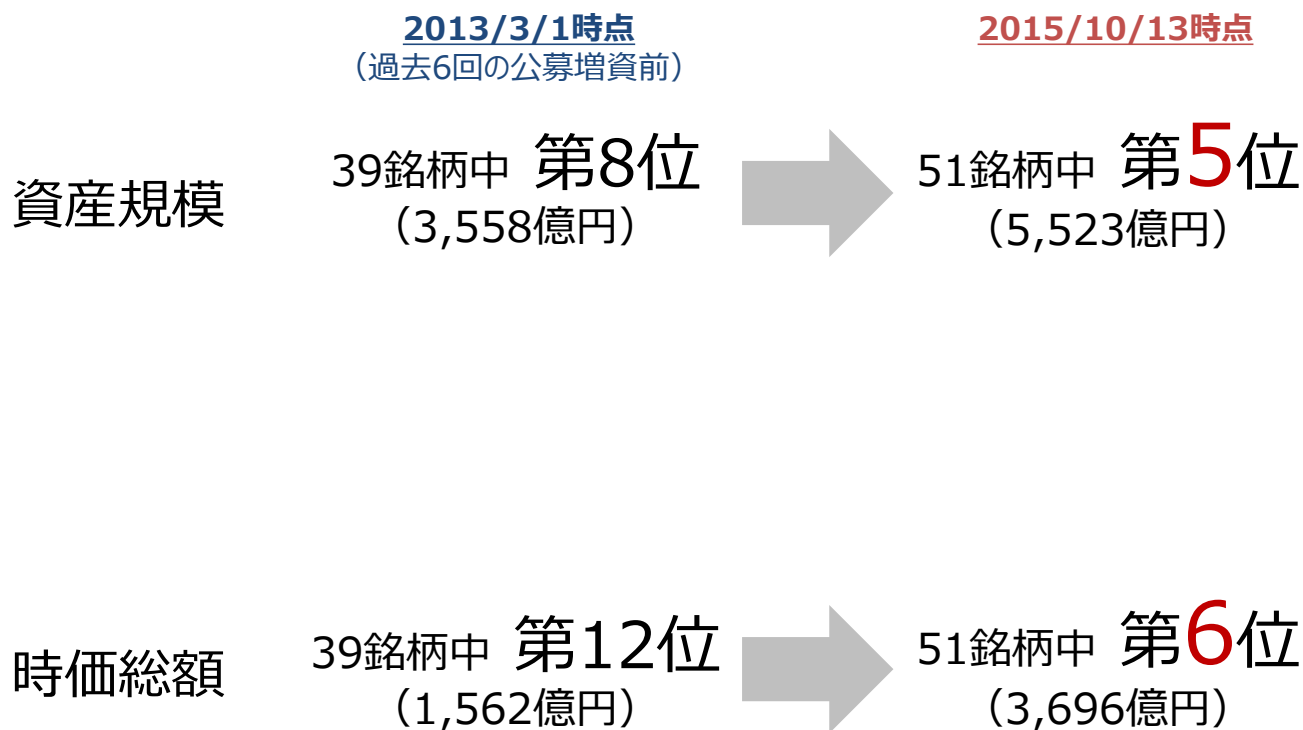 2013/3/1時点
（過去6回の公募増資前）
2015/10/13時点
資産規模
39銘柄中 第8位
（3,558億円）
51銘柄中 第5位
（5,523億円）
時価総額
39銘柄中 第12位
（1,562億円）
51銘柄中 第6位
（3,696億円）